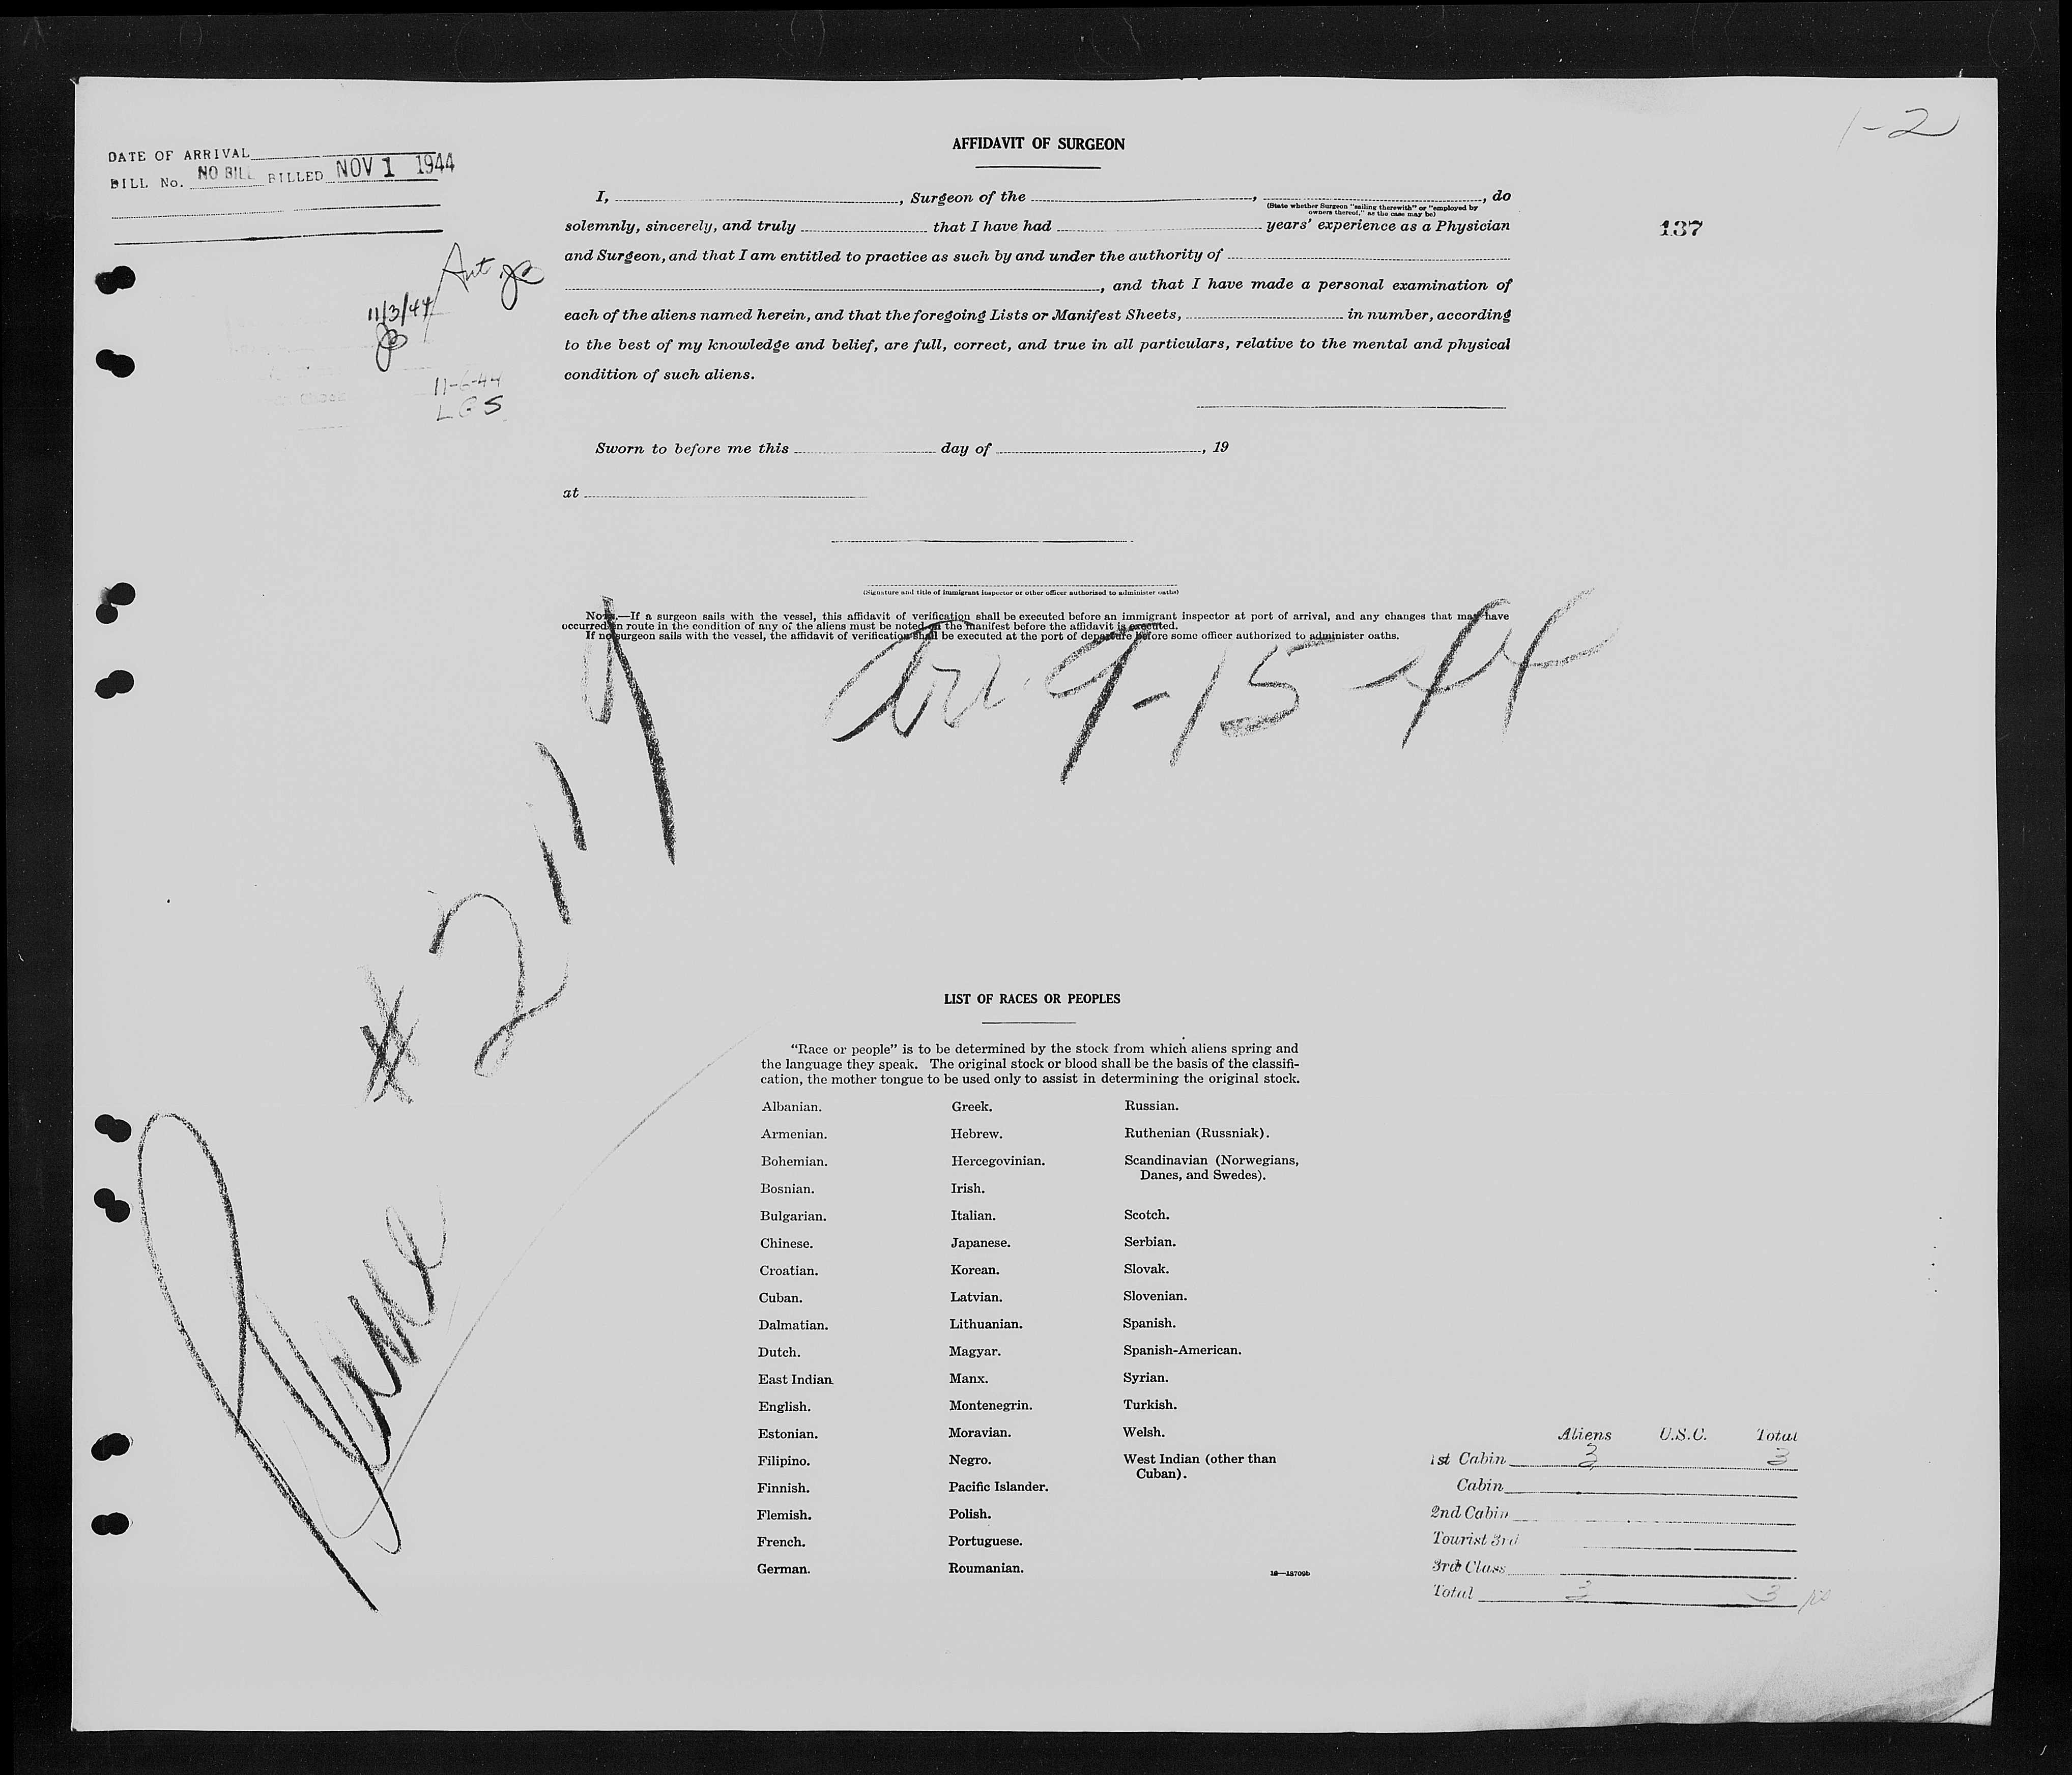 1-2
DATE OF ARRIVAL
BILL No. NO BILL BILLED NOV 1 1944
11/3/44
11-6-44
LGS
137
AFFIDAVIT OF SURGEON
I, , Surgeon of the , , do
(State whether Surgeon "sailing therewith" or "employed by
owners thereof," as the case may be)
solemnly, sincerely, and truly that I have had years' experience as a Physician
and Surgeon, and that I am entitled to practice as such by and under the authority of
, and that I have made a personal examination of
each of the aliens named herein, and that the foregoing Lists or Manifest Sheets, in number, according
to the best of my knowledge and belief, are full, correct, and true in all particulars, relative to the mental and physical
condition of such aliens.
Sworn to before me this day of , 19
at
(Signature and title of immigrant inspector or other officer authorized to administer oaths)
NOTE.—If a surgeon sails with the vessel, this affidavit of verification shall be executed before an immigrant inspector at port of arrival, and any changes that may have
occurred en route in the condition of any of the aliens must be noted on the manifest before the affidavit is executed.
If no surgeon sails with the vessel, the affidavit of verification shall be executed at the port of departure before some officer authorized to administer oaths.
Arr. 9-15-44
Plane #2119
LIST OF RACES OR PEOPLES
"Race or people" is to be determined by the stock from which aliens spring and
the language they speak. The original stock or blood shall be the basis of the classifi-
cation, the mother tongue to be used only to assist in determining the original stock.
Albanian.
Armenian.
Bohemian.
Bosnian.
Bulgarian.
Chinese.
Croatian.
Cuban.
Dalmatian.
Dutch.
East Indian.
English.
Estonian.
Filipino.
Finnish.
Flemish.
French.
German.
Greek.
Hebrew.
Hercegovinian.
Irish.
Italian.
Japanese.
Korean.
Latvian.
Lithuanian.
Magyar.
Manx.
Montenegrin.
Moravian.
Negro.
Pacific Islander.
Polish.
Portuguese.
Roumanian.
Russian.
Ruthenian (Russniak).
Scandinavian (Norwegians,
Danes, and Swedes).
Scotch.
Serbian.
Slovak.
Slovenian.
Spanish.
Spanish-American.
Syrian.
Turkish.
Welsh.
West Indian (other than
Cuban).
16—18709b
Aliens U.S.C. Total
1st Cabin 3 3
Cabin
2nd Cabin
Tourist 3rd
3rd Class
Total 3 3